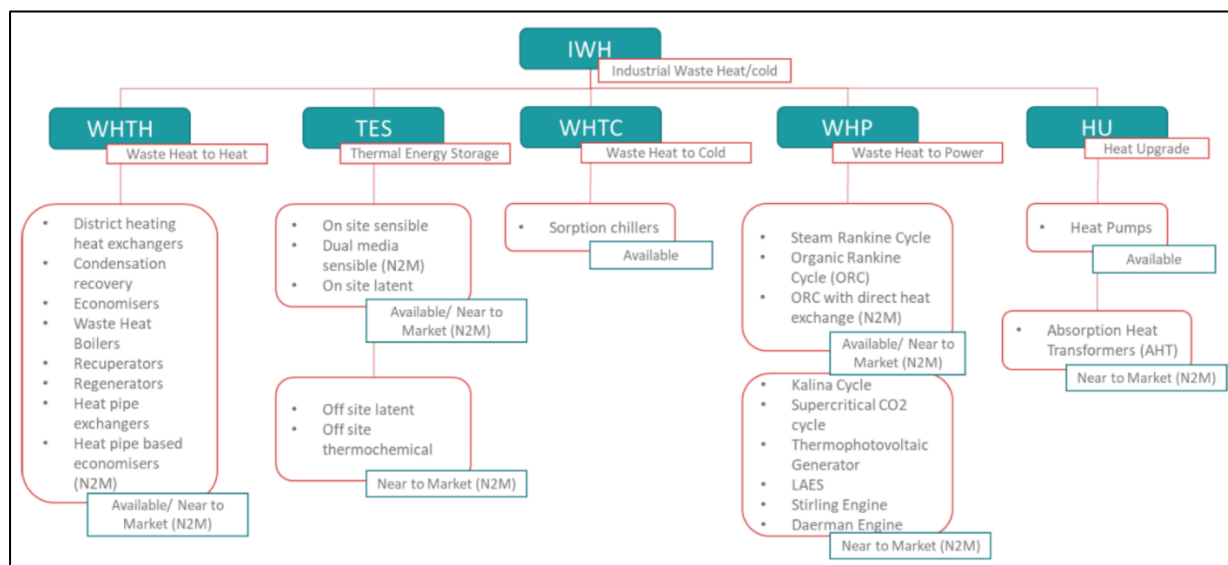 IWH
Industrial Waste Heat/cold
WHTH
Waste Heat to Heat
• District heating
heat exchangers
• Condensation
recovery
• Economisers
• Waste Heat
Boilers
• Recuperators
• Regenerators
• Heat pipe
exchangers
• Heat pipe based
economisers
(N2M)
Available/ Near to
Market (N2M)
TES
Thermal Energy Storage
• On site sensible
• Dual media
sensible (N2M)
• On site latent
Available/ Near to
Market (N2M)
• Off site latent
• Off site
thermochemical
Near to Market (N2M)
WHTC
Waste Heat to Cold
• Sorption chillers
Available
WHP
Waste Heat to Power
• Steam Rankine Cycle
• Organic Rankine
Cycle (ORC)
• ORC with direct heat
exchange (N2M)
Available/ Near to
Market (N2M)
• Kalina Cycle
• Supercritical CO2
cycle
• Thermophotovoltaic
Generator
• LAES
• Stirling Engine
• Daerman Engine
Near to Market (N2M)
HU
Heat Upgrade
• Heat Pumps
Available
• Absorption Heat
Transformers (AHT)
Near to Market (N2M)